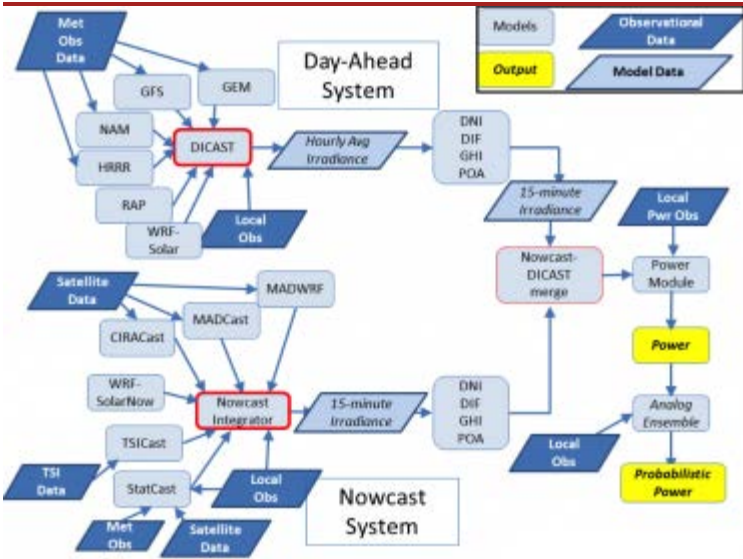 Met
Obs
Data
Day-Ahead
System
Models
Observational
Data
Output
Model Data
GFS
GEM
NAM
DICAST
HRRR
RAP
WRF-
Solar
Local
Obs
Hourly Avg
Irradiance
DNI
DIF
GHI
POA
15-minute
Irradiance
Local
Pwr Obs
Nowcast-
DICAST
merge
Power
Module
Power
Analog
Ensemble
Local
Obs
Probabilistic
Power
Satellite
Data
MADWRF
MADCast
CIRACast
WRF-
SolarNow
Nowcast
Integrator
15-minute
Irradiance
DNI
DIF
GHI
POA
TSICast
TSI
Data
StatCast
Local
Obs
Met
Obs
Satellite
Data
Nowcast
System